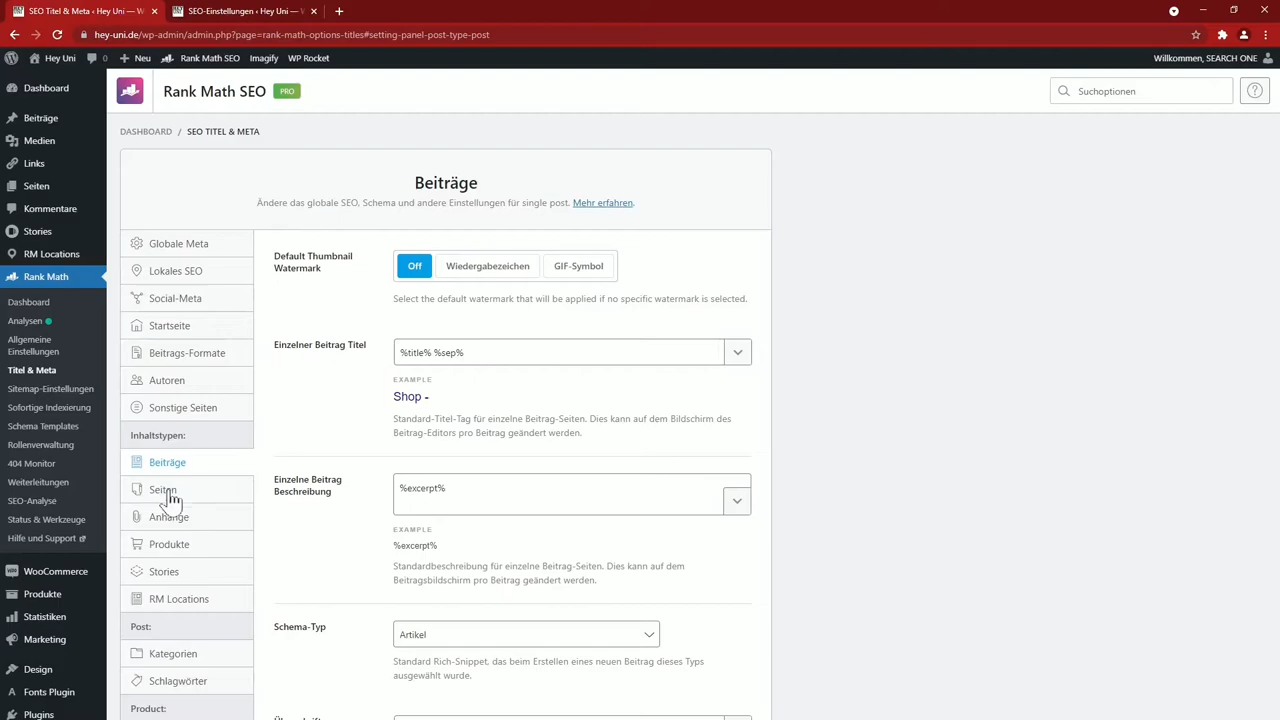 SEO Titel & Meta ‹ Hey Uni — W
SEO-Einstellungen ‹ Hey Uni — W
hey-uni.de/wp-admin/admin.php?page=rank-math-options-titles#setting-panel-post-type-post
Hey Uni
0
Neu
Rank Math SEO
Imagify
WP Rocket
Willkommen, SEARCH ONE
Dashboard
Beiträge
Medien
Links
Seiten
Kommentare
Stories
RM Locations
Rank Math
Dashboard
Analysen
Allgemeine
Einstellungen
Titel & Meta
Sitemap-Einstellungen
Sofortige Indexierung
Schema Templates
Rollenverwaltung
404 Monitor
Weiterleitungen
SEO-Analyse
Status & Werkzeuge
Hilfe und Support
WooCommerce
Produkte
Statistiken
Marketing
Design
Fonts Plugin
Plugins
Rank Math SEO
PRO
Suchoptionen
DASHBOARD / SEO TITEL & META
Beiträge
Ändere das globale SEO, Schema und andere Einstellungen für single post. Mehr erfahren.
Globale Meta
Lokales SEO
Social-Meta
Startseite
Beitrags-Formate
Autoren
Sonstige Seiten
Inhaltstypen:
Beiträge
Seiten
Anhänge
Produkte
Stories
RM Locations
Post:
Kategorien
Schlagwörter
Product:
Default Thumbnail
Watermark
Off
Wiedergabezeichen
GIF-Symbol
Select the default watermark that will be applied if no specific watermark is selected.
Einzelner Beitrag Titel
%title% %sep%
EXAMPLE
Shop -
Standard-Titel-Tag für einzelne Beitrag-Seiten. Dies kann auf dem Bildschirm des
Beitrag-Editors pro Beitrag geändert werden.
Einzelne Beitrag
Beschreibung
%excerpt%
EXAMPLE
%excerpt%
Standardbeschreibung für einzelne Beitrag-Seiten. Dies kann auf dem
Beitragsbildschirm pro Beitrag geändert werden.
Schema-Typ
Artikel
Standard Rich-Snippet, das beim Erstellen eines neuen Beitrag dieses Typs
ausgewählt wurde.